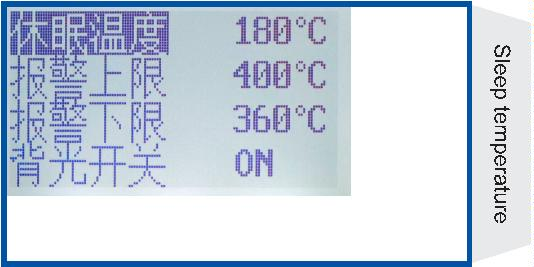 休眠温度 180°C
报警上限 400°C
报警下限 360°C
背光开关 ON
Sleep temperature